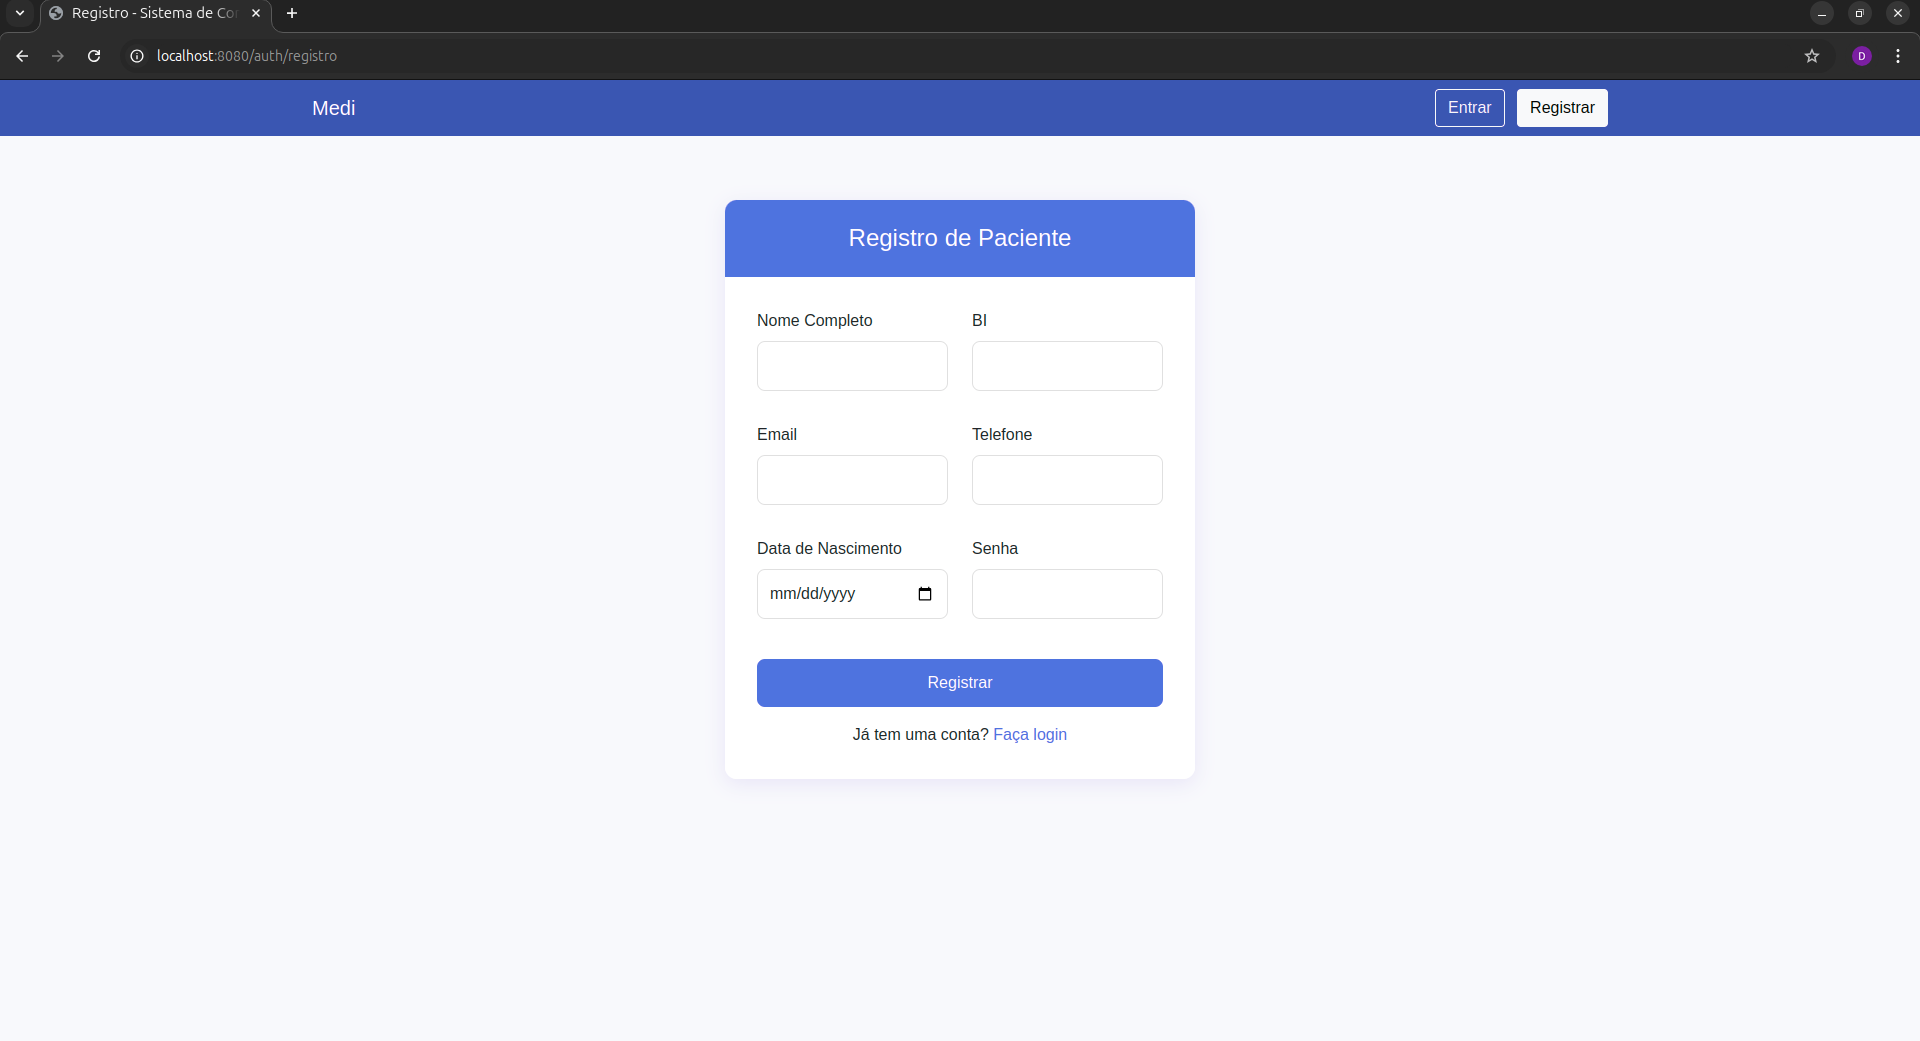 Registro - Sistema de Co
localhost:8080/auth/registro
D
Medi
Entrar
Registrar
Registro de Paciente
Nome Completo
BI
Email
Telefone
Data de Nascimento
Senha
mm/dd/yyyy
Registrar
Já tem uma conta? Faça login